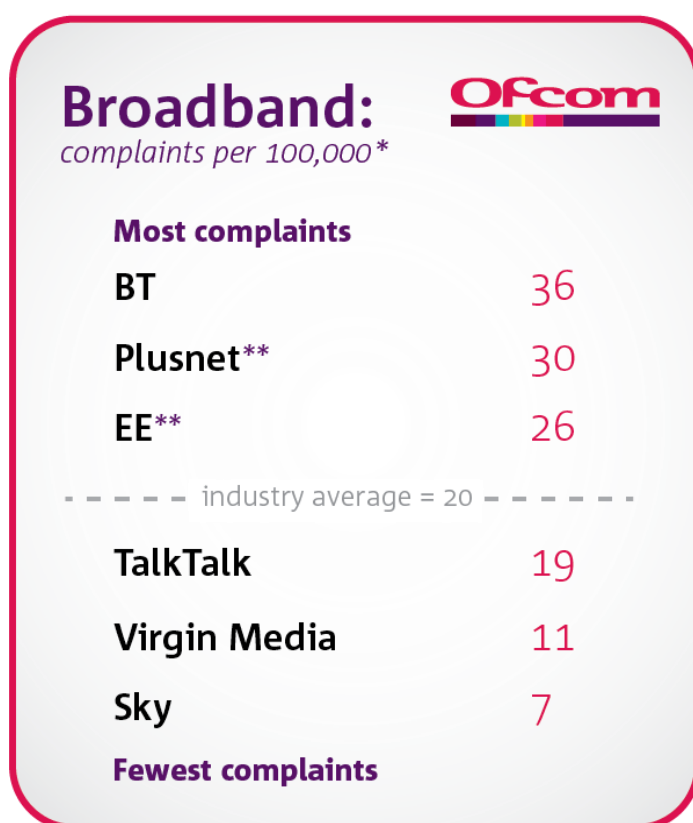 Broadband:
Ofcom
complaints per 100,000*
Most complaints
BT 36
Plusnet** 30
EE** 26
industry average = 20
TalkTalk 19
Virgin Media 11
Sky 7
Fewest complaints